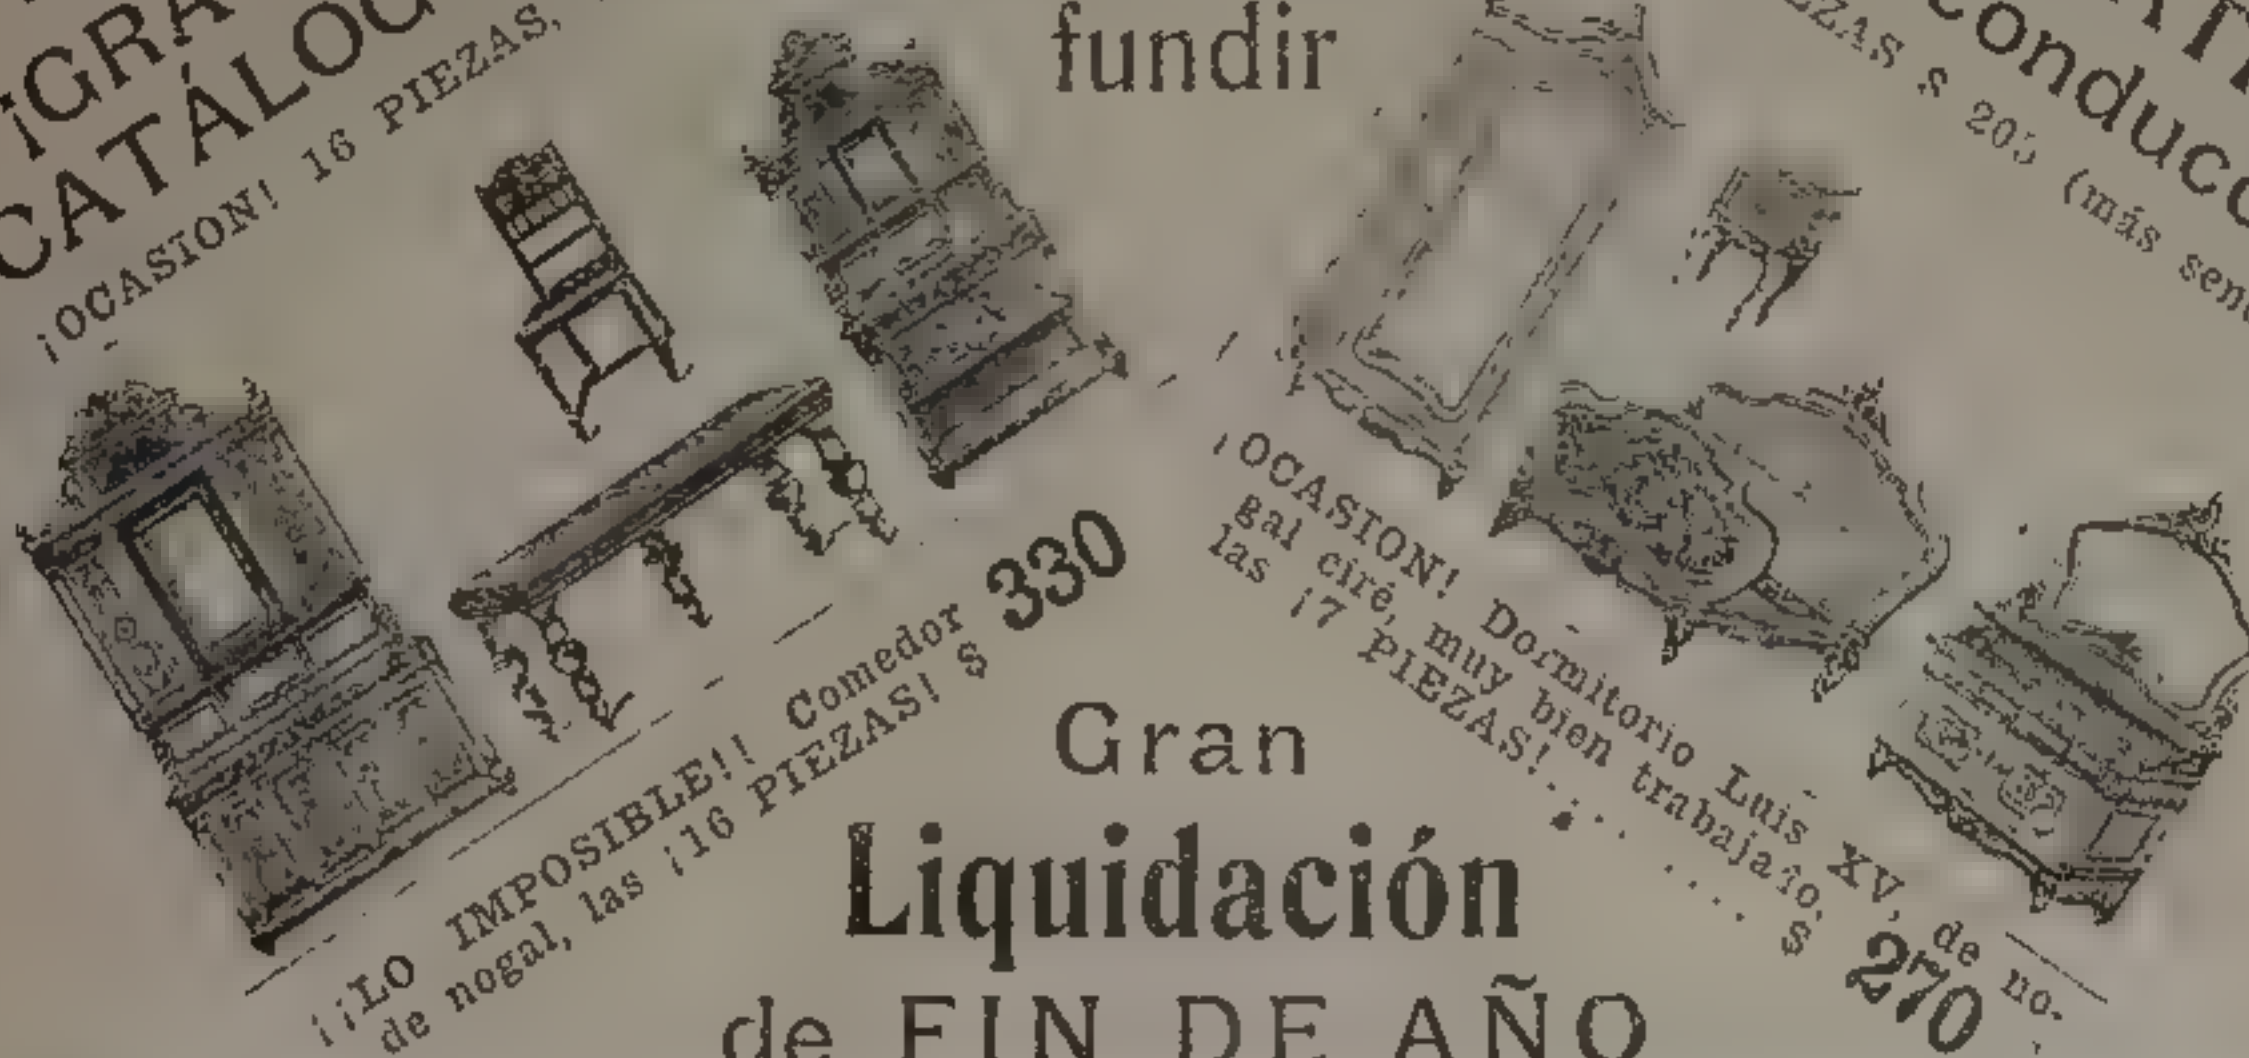 ¡GRA
CATÁLOG
¡OCASION! 16 PIEZAS,
fundir
conducc
ZAS $ 205 (más sen
¡¡LO IMPOSIBLE!! Comedor
de nogal, las ¡16 PIEZAS! $ 330
¡OCASION! Dormitorio Luis XV, de no-
gal ciré, muy bien trabajado,
las ¡7 PIEZAS!........ $ 270
Gran
Liquidación
de FIN DE AÑO